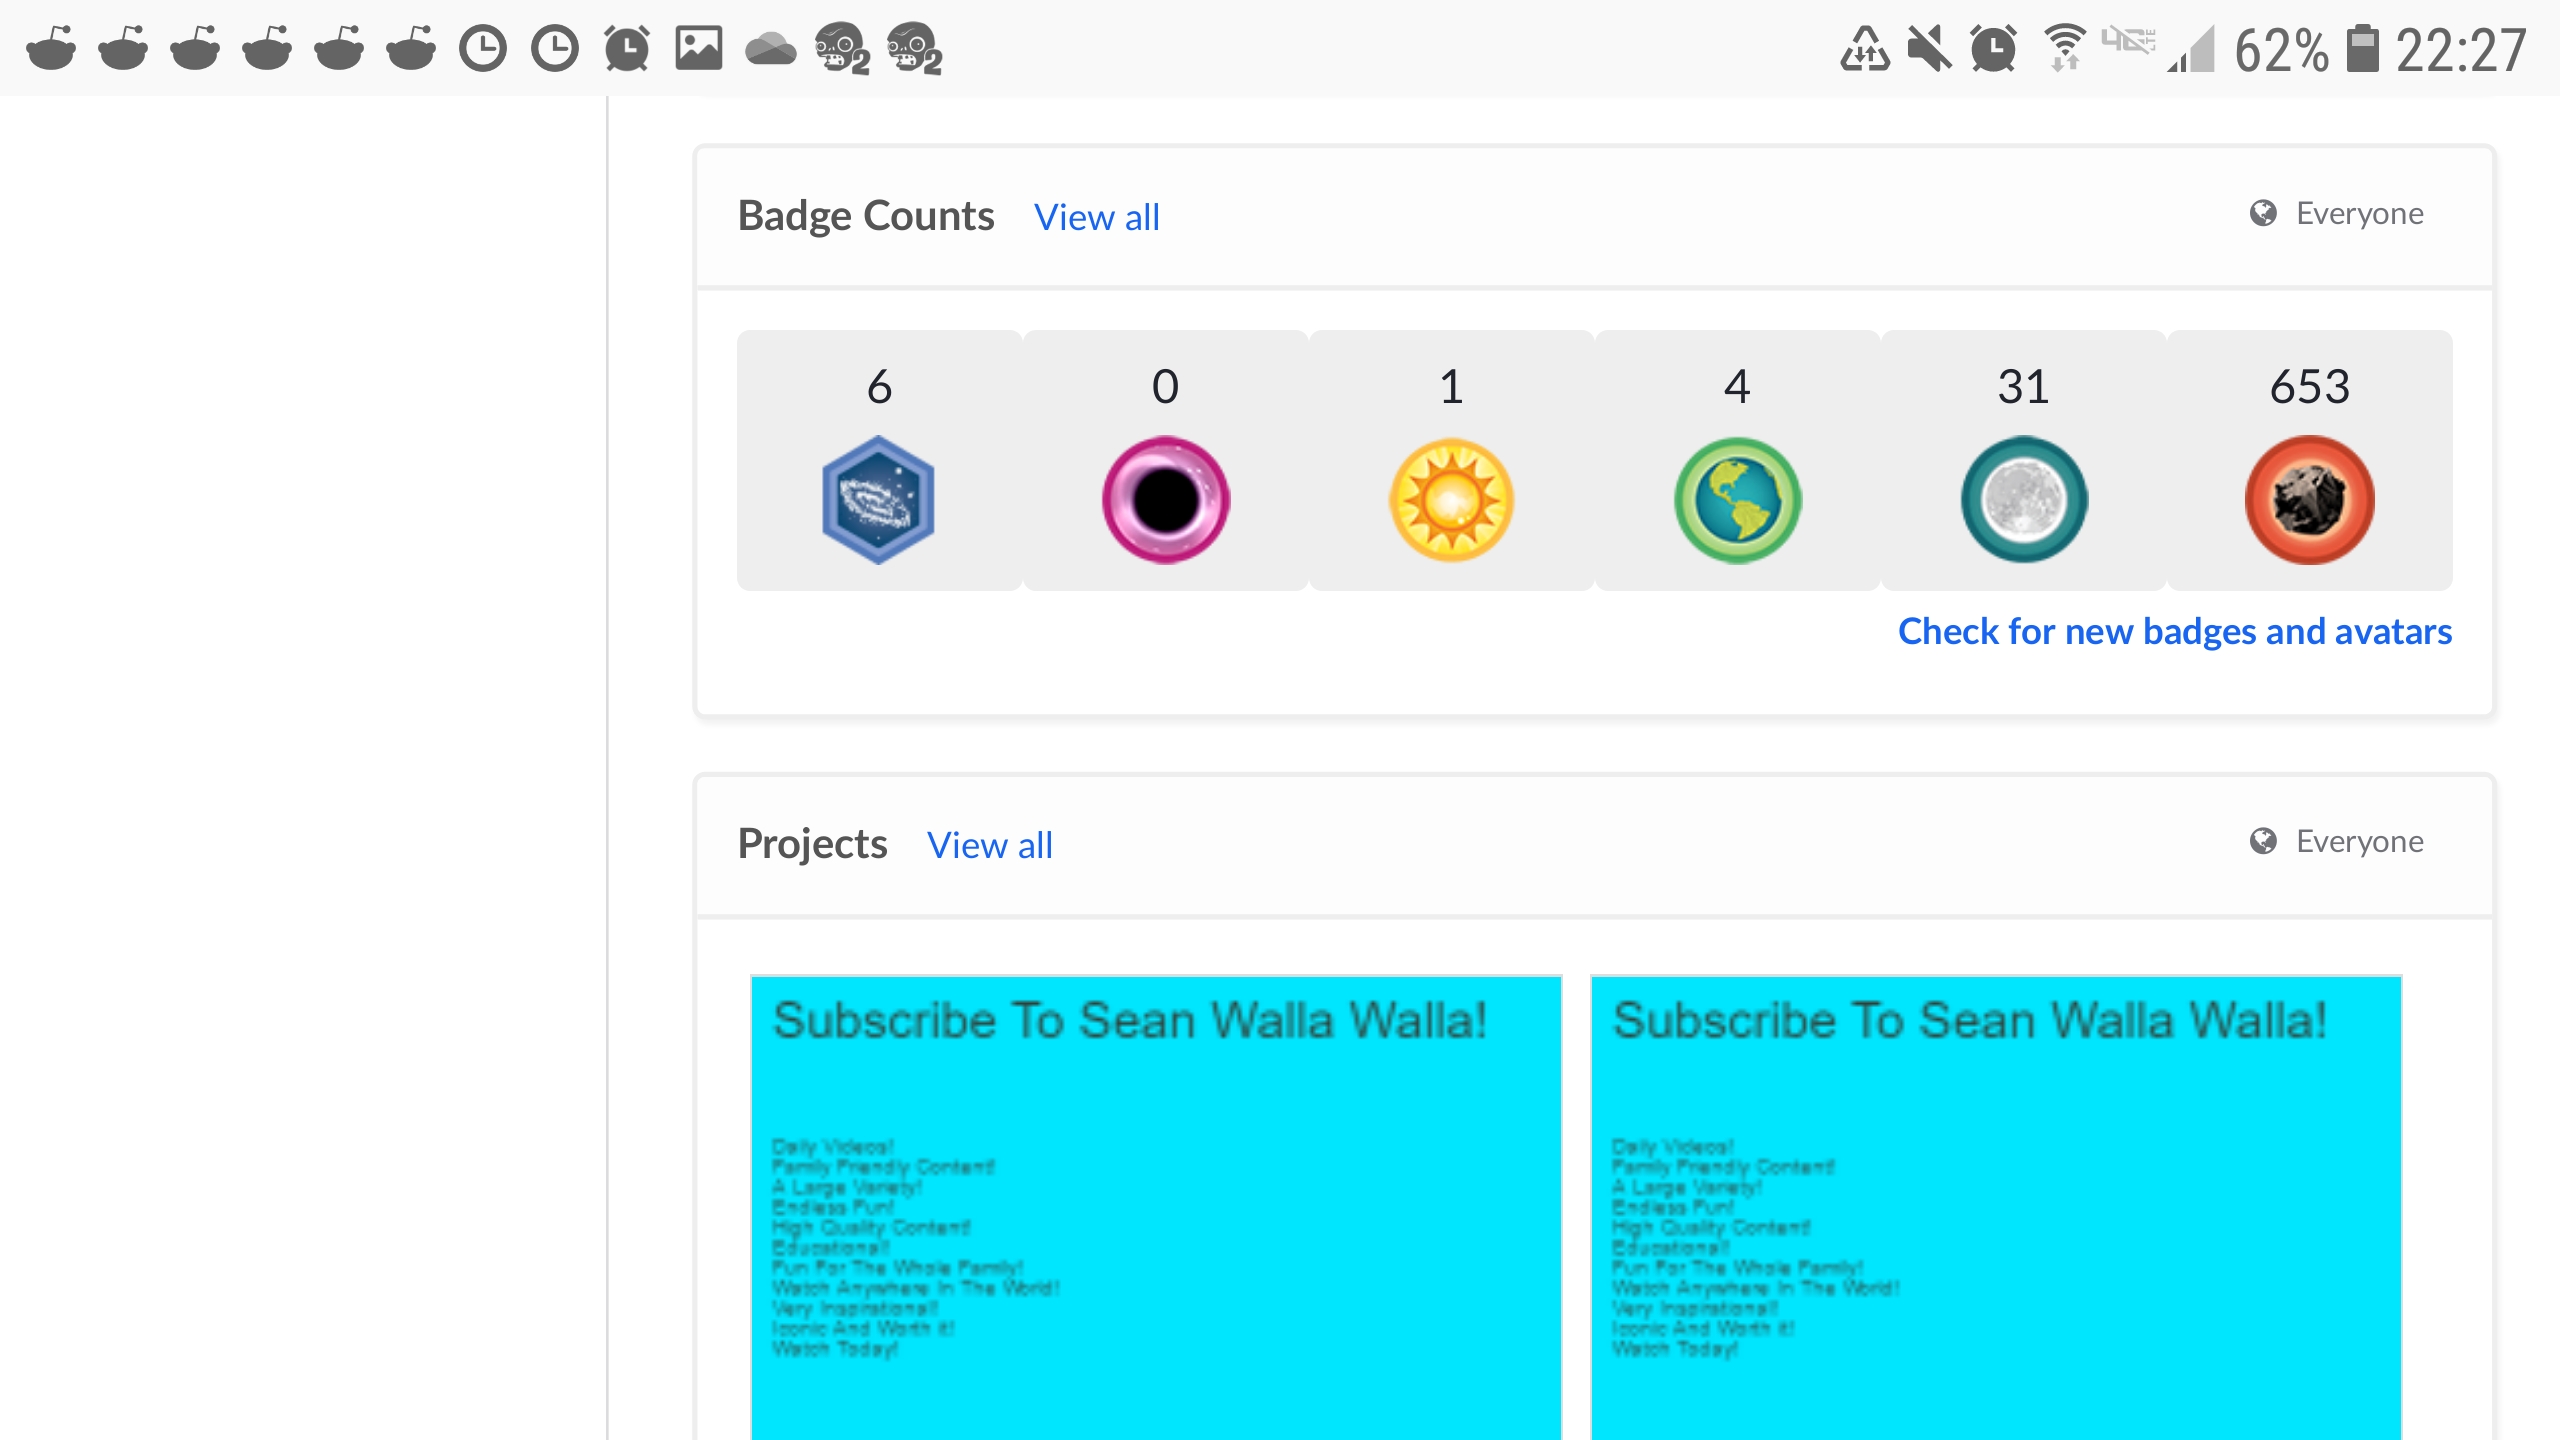 62% 22:27
Badge Counts View all Everyone
6 0 1 4 31 653
Check for new badges and avatars
Projects View all Everyone
Subscribe To Sean Walla Walla! Subscribe To Sean Walla Walla!
Daily Videos! Daily Videos!
Family Friendly Content! Family Friendly Content!
A Large Variety! A Large Variety!
Endless Fun! Endless Fun!
High Quality Content! High Quality Content!
Educational! Educational!
Fun For The Whole Family! Fun For The Whole Family!
Watch Anywhere In The World! Watch Anywhere In The World!
Very Inspirational! Very Inspirational!
Iconic And Worth It! Iconic And Worth It!
Watch Today! Watch Today!